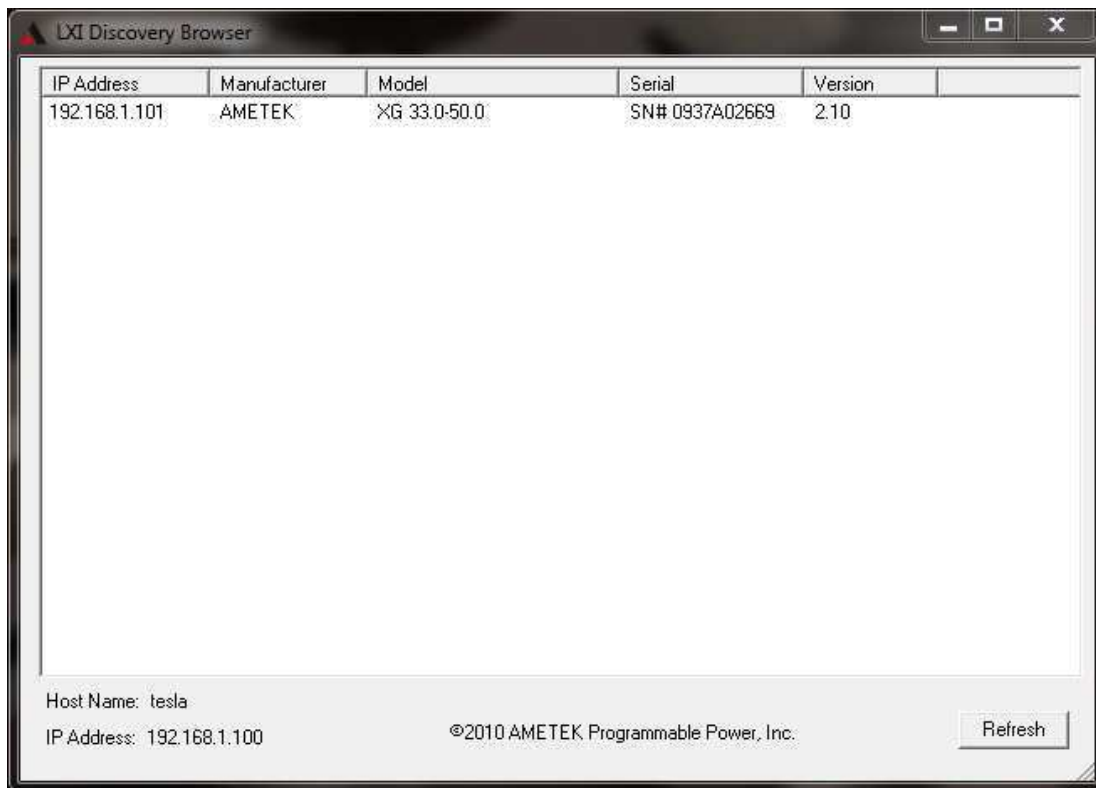 LXI Discovery Browser
IP Address Manufacturer Model Serial Version
192.168.1.101 AMETEK XG 33.0-50.0 SN# 0937A02669 2.10
Host Name: tesla
IP Address: 192.168.1.100
©2010 AMETEK Programmable Power, Inc.
Refresh